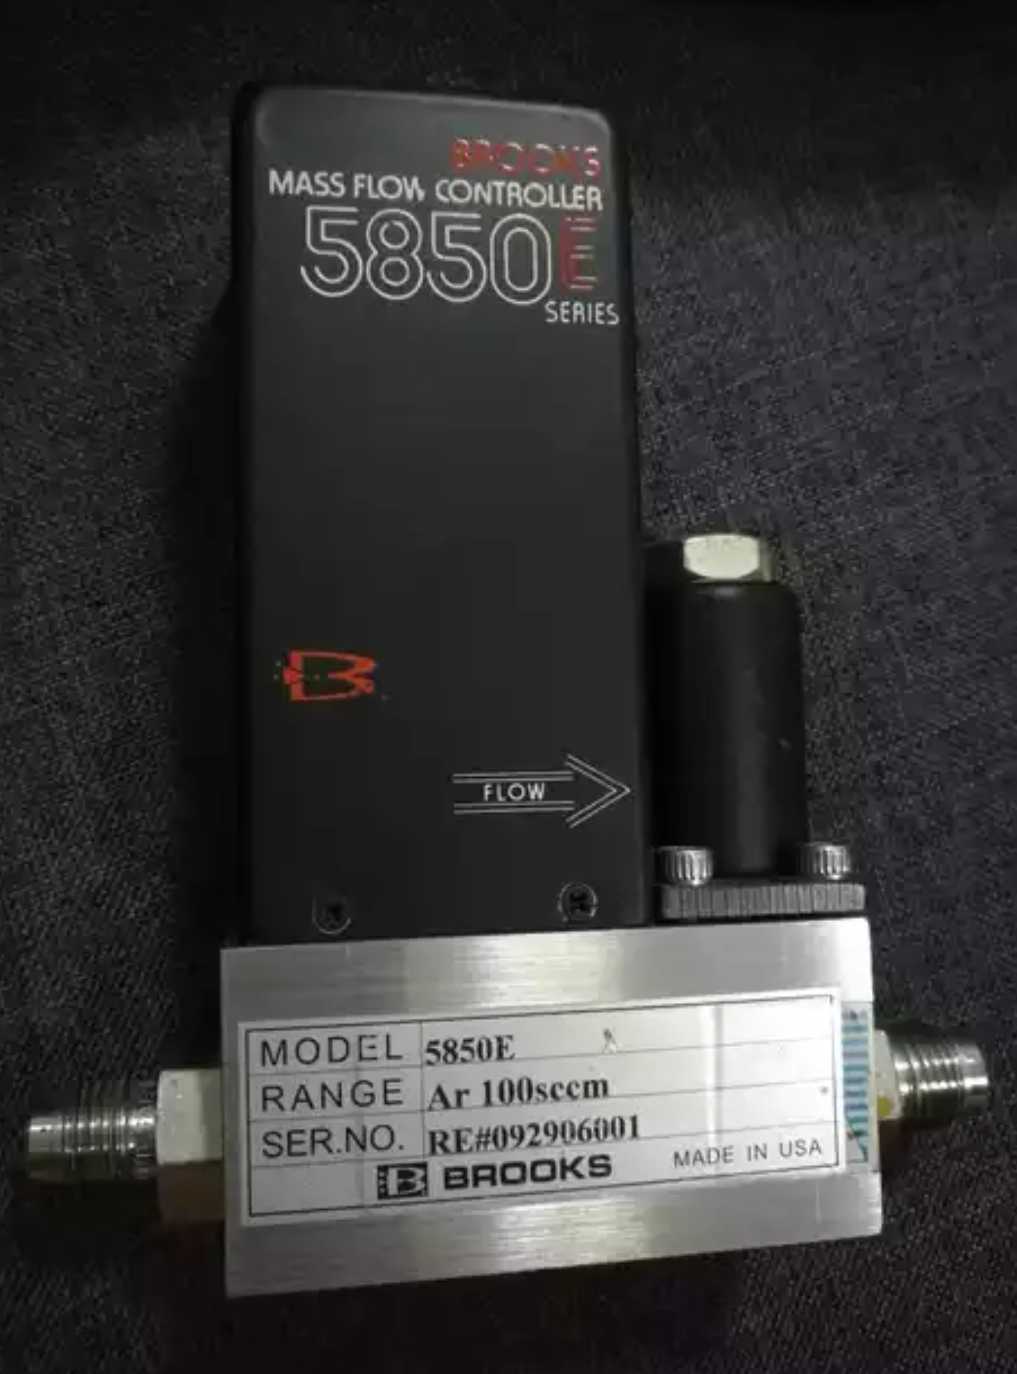 BROOKS
MASS FLOW CONTROLLER
5850E
SERIES
B
FLOW
MODEL 5850E
RANGE Ar 100sccm
SER.NO. RE#092906001
B BROOKS MADE IN USA